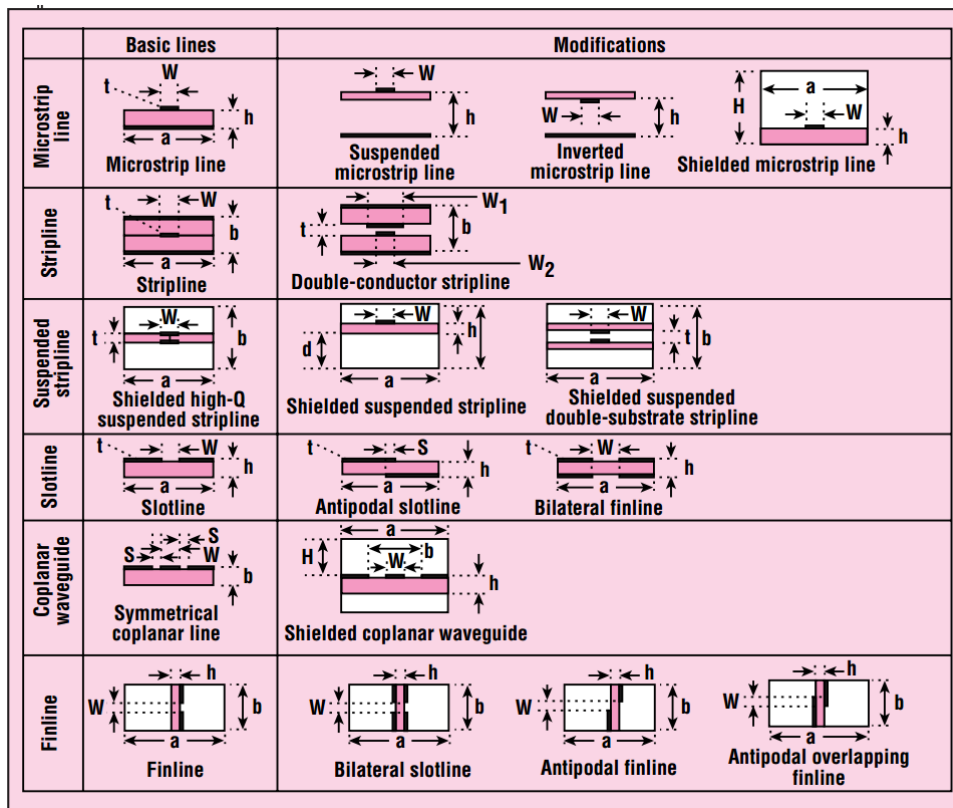 Basic lines
Modifications
Microstrip
line
W
t
h
a
Microstrip line
W
h
Suspended
microstrip line
W
h
Inverted
microstrip line
H
a
W
h
Shielded microstrip line
Stripline
t
W
b
a
Stripline
W1
t
b
W2
Double-conductor stripline
Suspended
stripline
W
t
b
a
Shielded high-Q
suspended stripline
W
h
d
a
Shielded suspended stripline
W
t
b
a
Shielded suspended
double-substrate stripline
Slotline
t
W
h
a
Slotline
t
S
h
a
Antipodal slotline
t
W
h
a
Bilateral finline
Coplanar
waveguide
S
S
W
b
Symmetrical
coplanar line
a
H
b
W
h
Shielded coplanar waveguide
Finline
h
W
b
a
Finline
h
W
b
a
Bilateral slotline
h
W
b
a
Antipodal finline
h
W
b
a
Antipodal overlapping
finline